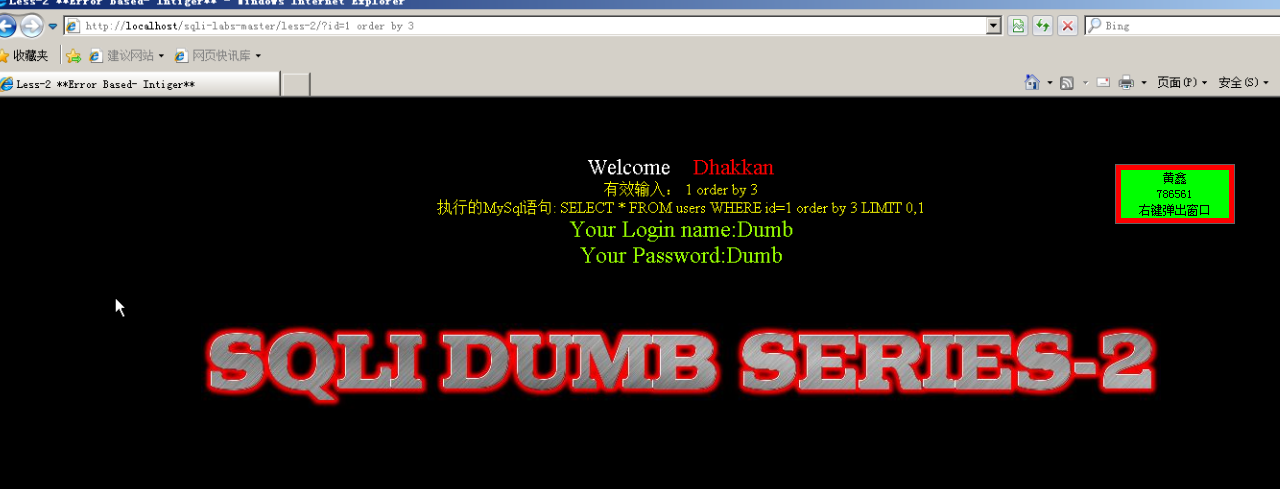 Less-2 **Error Based- Intiger** - Windows Internet Explorer
http://localhost/sqli-labs-master/less-2/?id=1 order by 3
Bing
收藏夹 建议网站 网页快讯库
Less-2 **Error Based- Intiger**
页面(P) 安全(S)
Welcome Dhakkan
有效输入: 1 order by 3
执行的MySql语句: SELECT * FROM users WHERE id=1 order by 3 LIMIT 0,1
Your Login name:Dumb
Your Password:Dumb
黄鑫
786561
右键弹出窗口
SQLI DUMB SERIES-2